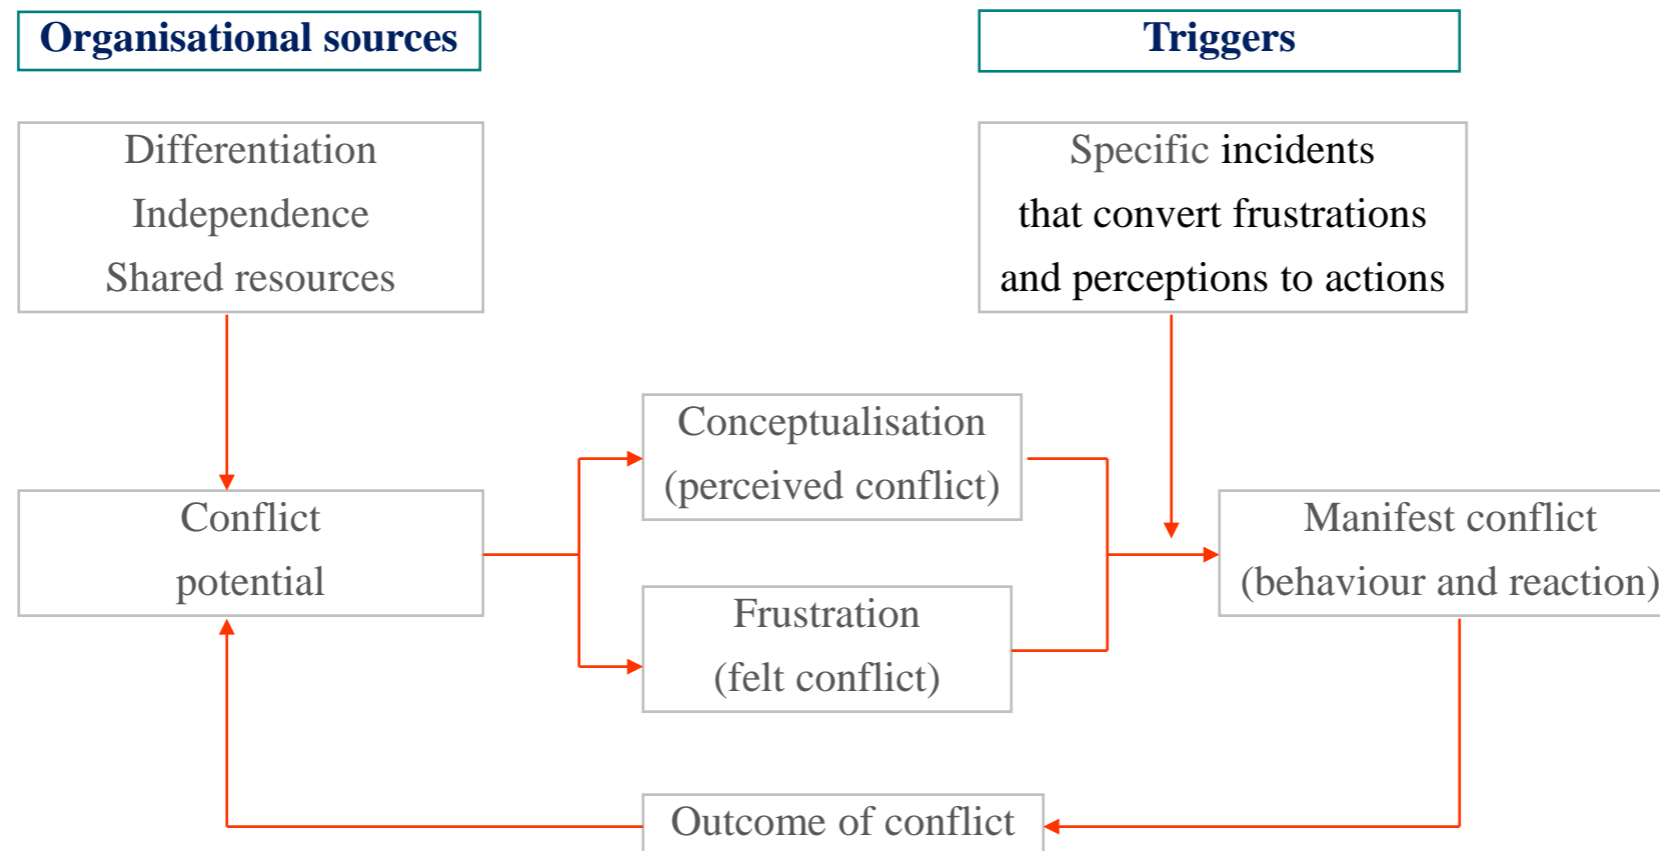 Organisational sources
Triggers
Differentiation
Independence
Shared resources
Specific incidents
that convert frustrations
and perceptions to actions
Conceptualisation
(perceived conflict)
Conflict
potential
Manifest conflict
(behaviour and reaction)
Frustration
(felt conflict)
Outcome of conflict